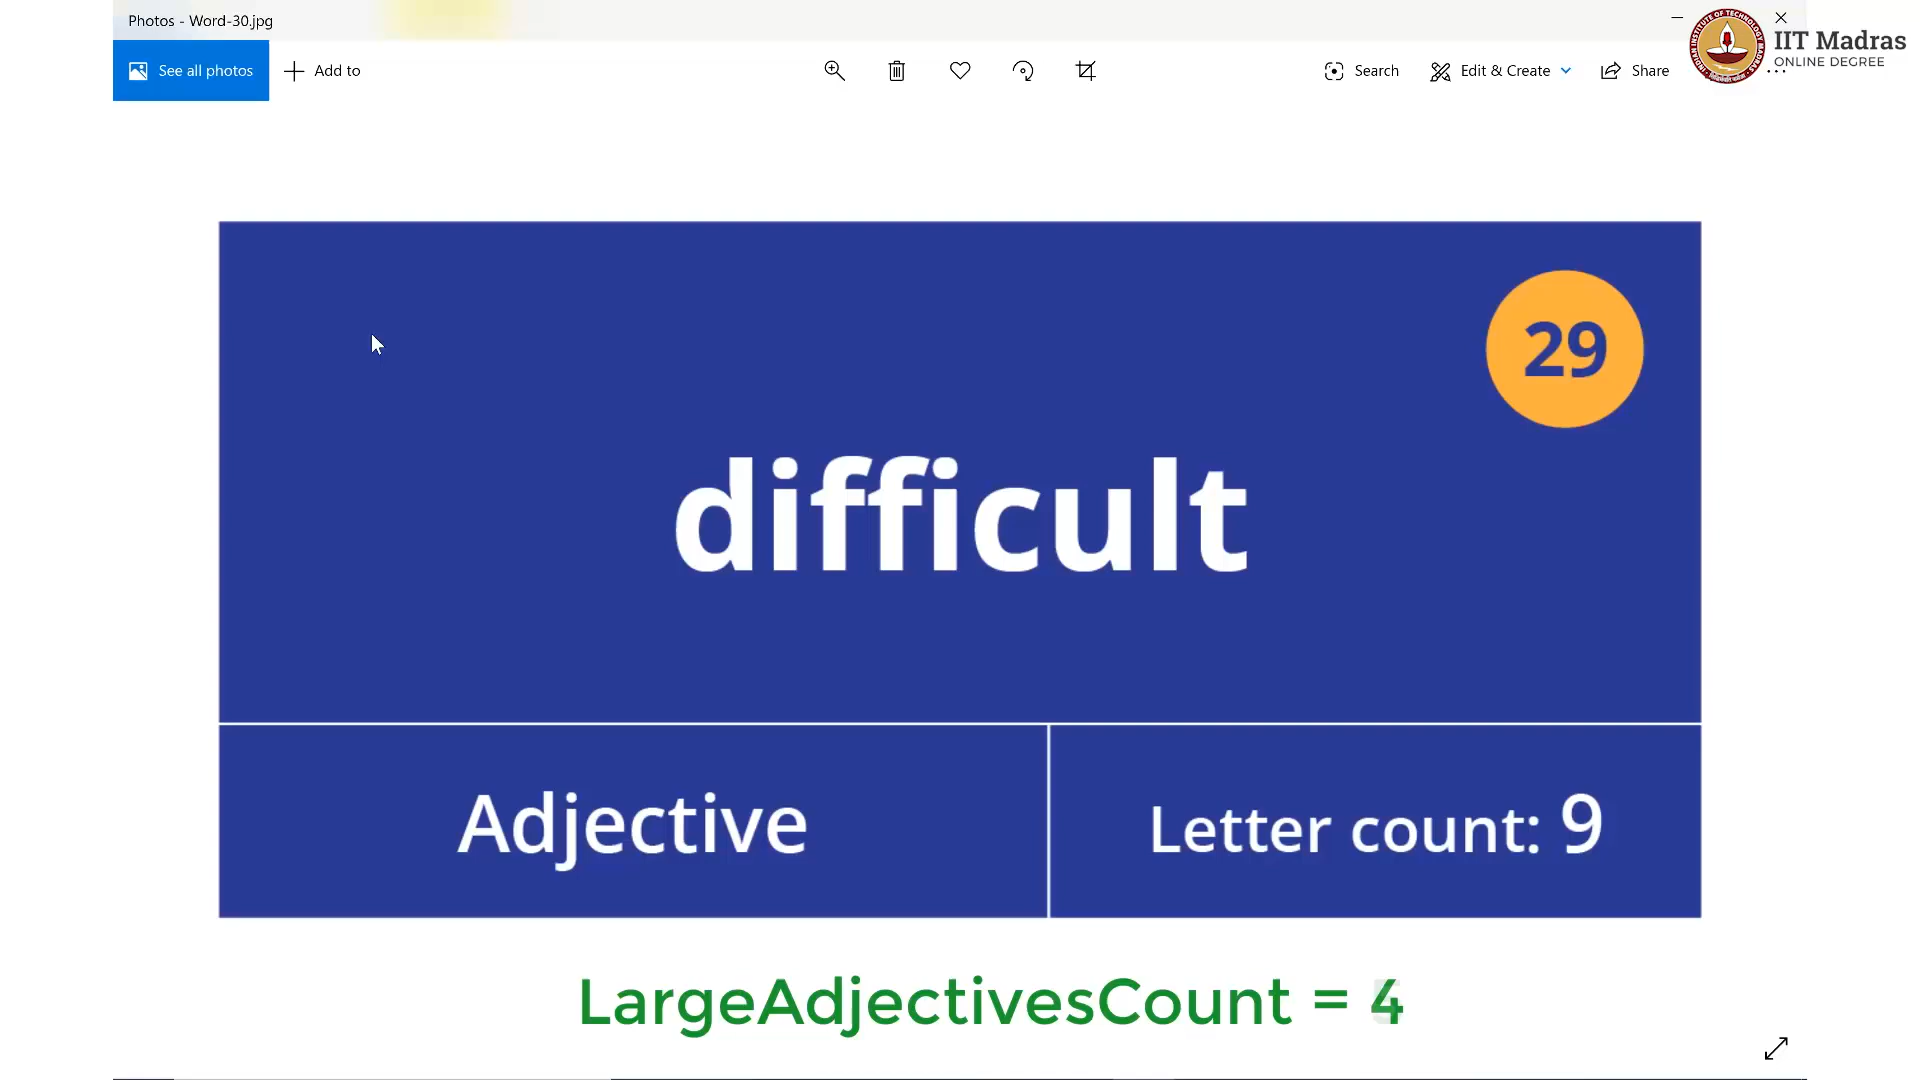 Photos - Word-30.jpg
IIT Madras
ONLINE DEGREE
See all photos
Add to
Search
Edit & Create
Share
29
difficult
Adjective
Letter count: 9
LargeAdjectivesCount = 4